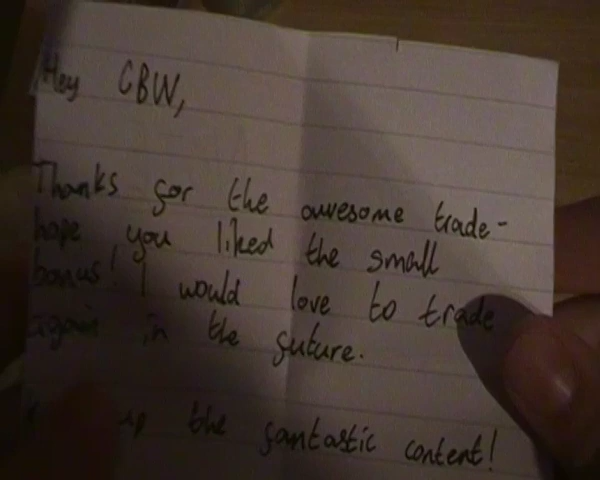 Hey CBW,
Thanks for the awesome trade-
hope you liked the small
bonus! I would love to trade
again in the future.
up the fantastic content!